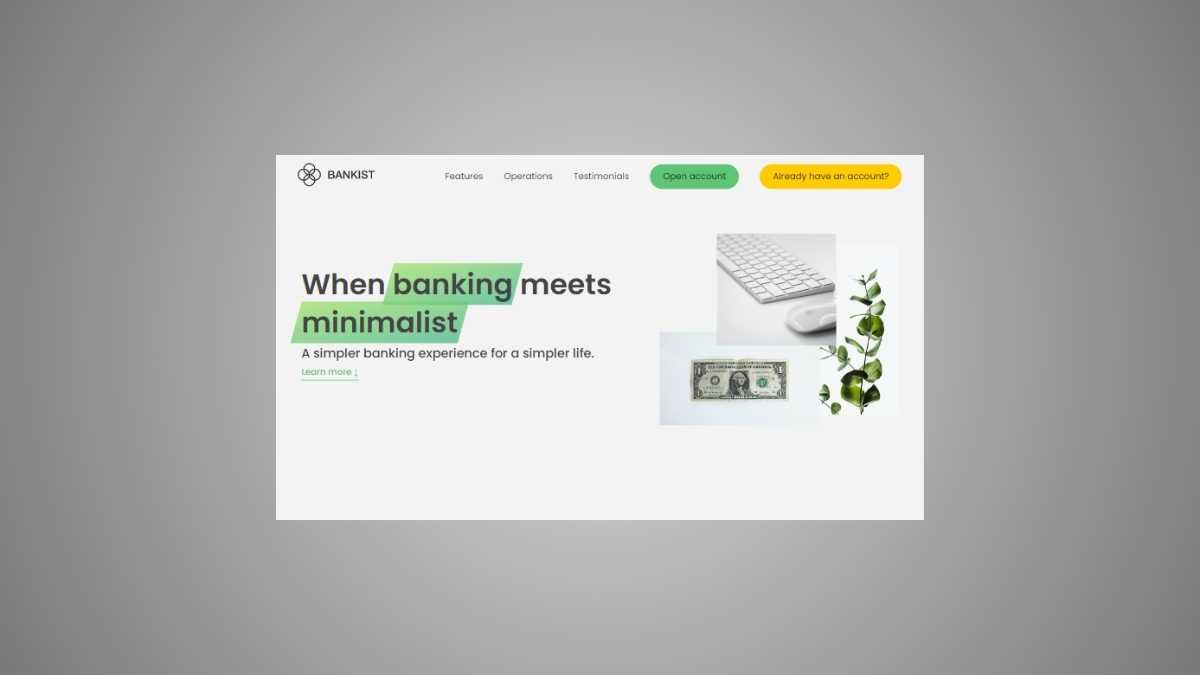 BANKIST
Features
Operations
Testimonials
Open account
Already have an account?
When banking meets
minimalist
A simpler banking experience for a simpler life.
Learn more ↓